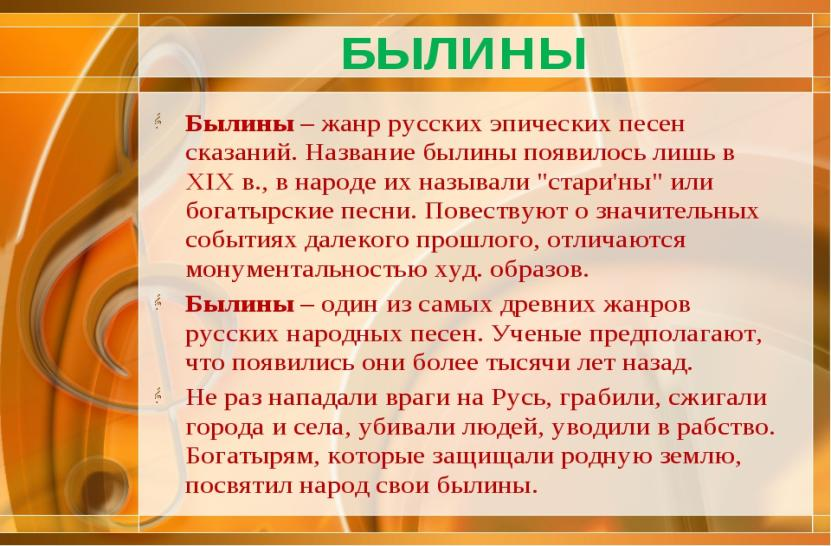 БЫЛИНЫ
Былины – жанр русских эпических песен
сказаний. Название былины появилось лишь в
XIX в., в народе их называли "стари'ны" или
богатырские песни. Повествуют о значительных
событиях далекого прошлого, отличаются
монументальностью худ. образов.
Былины – один из самых древних жанров
русских народных песен. Ученые предполагают,
что появились они более тысячи лет назад.
Не раз нападали враги на Русь, грабили, сжигали
города и села, убивали людей, уводили в рабство.
Богатырям, которые защищали родную землю,
посвятил народ свои былины.